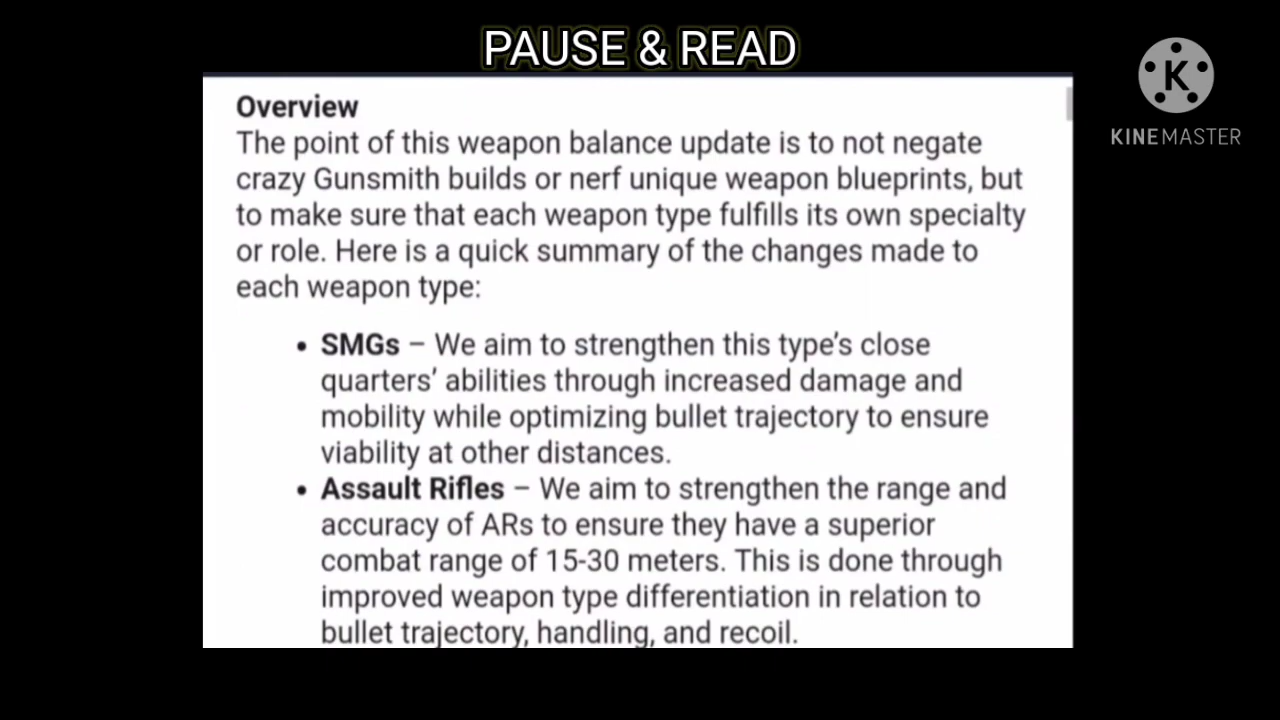 PAUSE & READ
K
KINEMASTER
Overview
The point of this weapon balance update is to not negate
crazy Gunsmith builds or nerf unique weapon blueprints, but
to make sure that each weapon type fulfills its own specialty
or role. Here is a quick summary of the changes made to
each weapon type:
• SMGs – We aim to strengthen this type's close
quarters' abilities through increased damage and
mobility while optimizing bullet trajectory to ensure
viability at other distances.
• Assault Rifles – We aim to strengthen the range and
accuracy of ARs to ensure they have a superior
combat range of 15-30 meters. This is done through
improved weapon type differentiation in relation to
bullet trajectory, handling, and recoil.